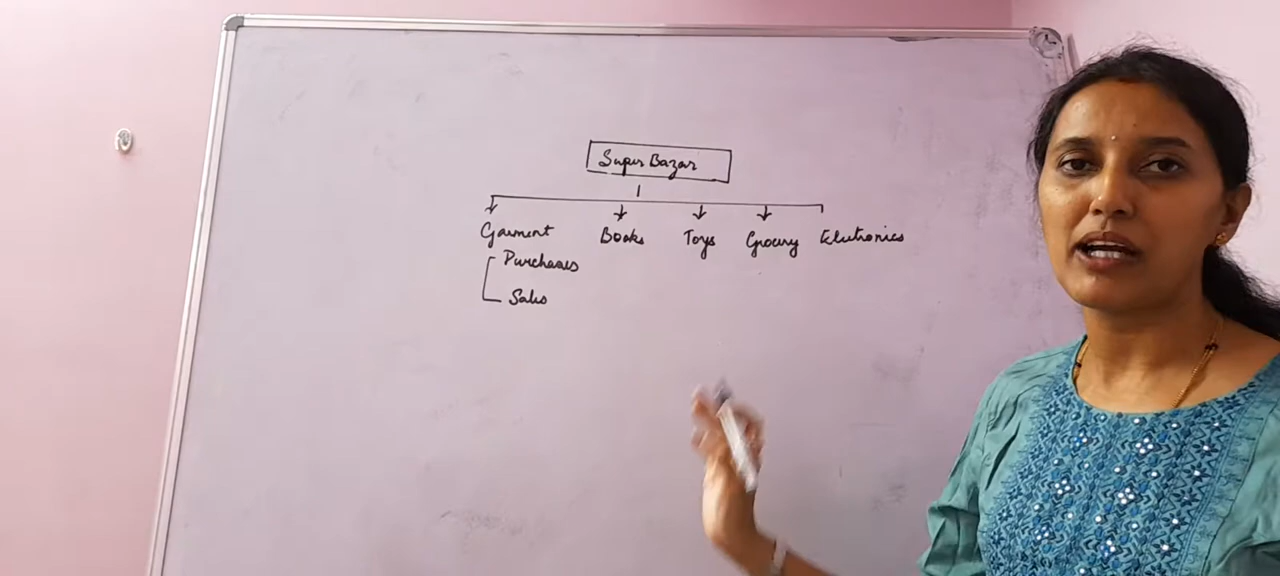 Super Bazar
Garment Books Toys Grocery Electronics
Purchases
Sales